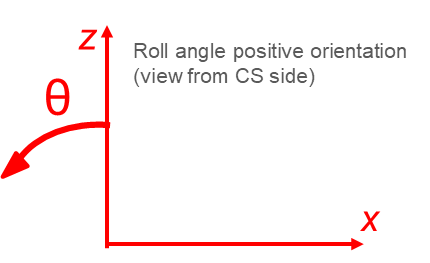 z
Roll angle positive orientation
(view from CS side)
θ
x